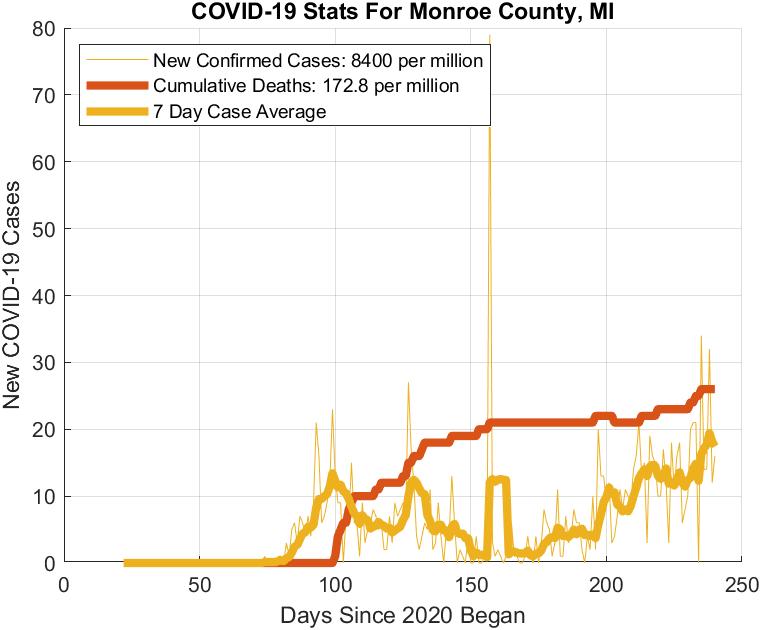 COVID-19 Stats For Monroe County, MI
New Confirmed Cases: 8400 per million
Cumulative Deaths: 172.8 per million
7 Day Case Average
New COVID-19 Cases
80
70
60
50
40
30
20
10
0
0 50 100 150 200 250
Days Since 2020 Began